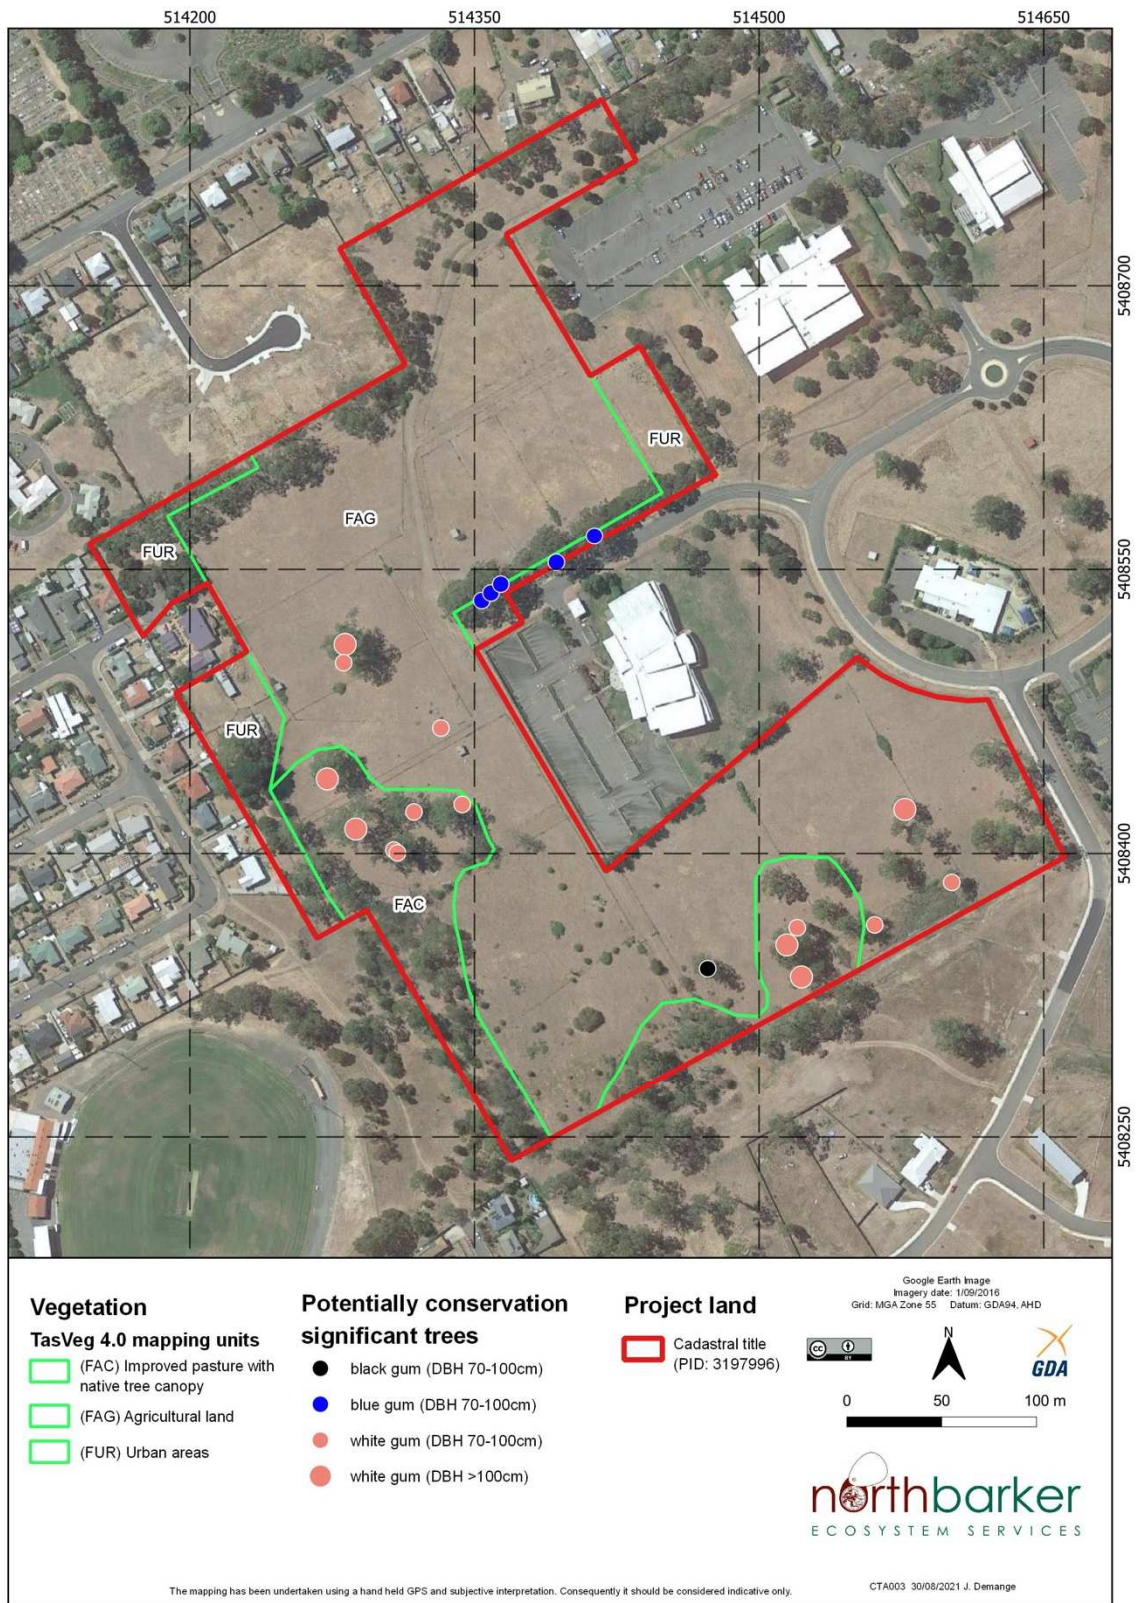 514200
514350
514500
514650
5408700
FUR
FAG
FUR
5408550
FUR
5408400
FAC
5408250
Vegetation
TasVeg 4.0 mapping units
(FAC) Improved pasture with
native tree canopy
(FAG) Agricultural land
(FUR) Urban areas
Potentially conservation
significant trees
black gum (DBH 70-100cm)
blue gum (DBH 70-100cm)
white gum (DBH 70-100cm)
white gum (DBH >100cm)
Project land
Cadastral title
(PID: 3197996)
Google Earth Image
Imagery date: 1/09/2016
Grid: MGA Zone 55 Datum: GDA94, AHD
cc
BY
N
GDA
0 50 100 m
northbarker
ECOSYSTEM SERVICES
The mapping has been undertaken using a hand held GPS and subjective interpretation. Consequently it should be considered indicative only.
CTA003 30/08/2021 J. Demange